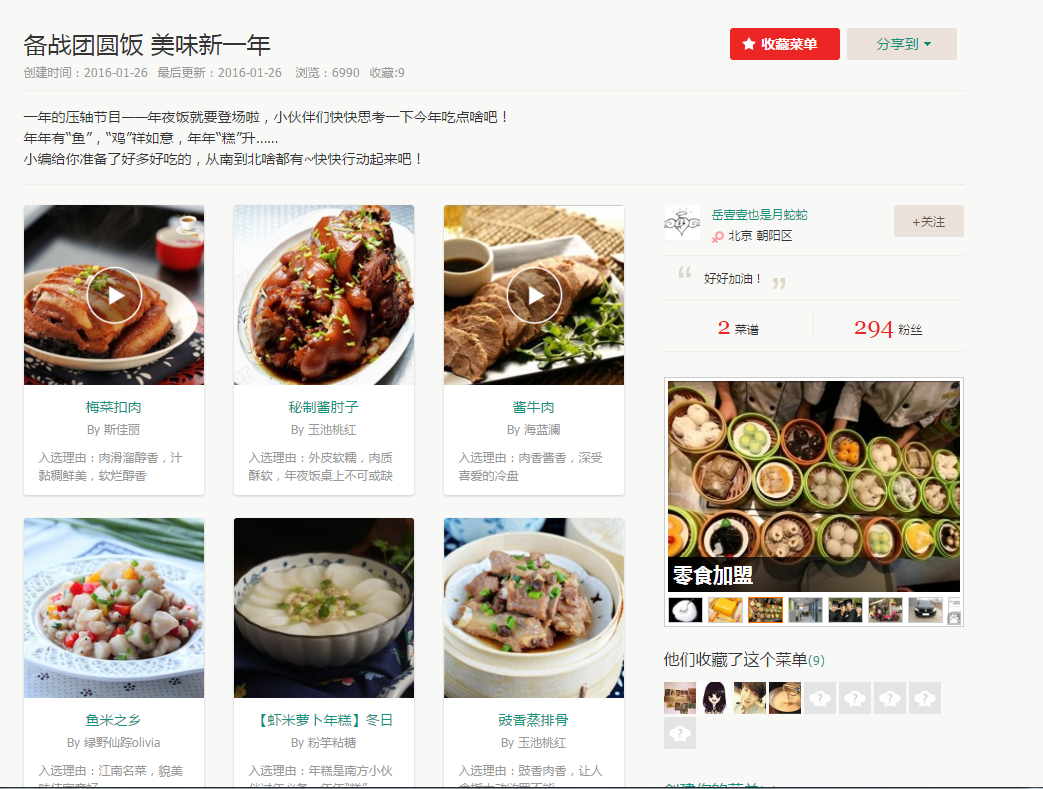 备战团圆饭 美味新一年
收藏菜单
分享到
创建时间：2016-01-26 最后更新：2016-01-26 浏览：6990 收藏:9
一年的压轴节目——年夜饭就要登场啦，小伙伴们快快思考一下今年吃点啥吧！
年年有“鱼”，“鸡”祥如意，年年“糕”升……
小编给你准备了好多好吃的，从南到北啥都有~快快行动起来吧！
梅菜扣肉
By 斯佳丽
入选理由：肉滑溜醇香，汁
黏稠鲜美，软烂醇香
秘制酱肘子
By 玉池桃红
入选理由：外皮软糯，肉质
酥软，年夜饭桌上不可或缺
酱牛肉
By 海蓝澜
入选理由：肉香酱香，深受
喜爱的冷盘
鱼米之乡
By 绿野仙踪olivia
入选理由：江南名菜，貌美
【虾米萝卜年糕】冬日
By 粉竽粘糖
入选理由：年糕是南方小伙
豉香蒸排骨
By 玉池桃红
入选理由：豉香肉香，让人
岳壹壹也是月蛇蛇
北京 朝阳区
+关注
“ 好好加油！ ”
2 菜谱
294 粉丝
零食加盟
他们收藏了这个菜单(9)